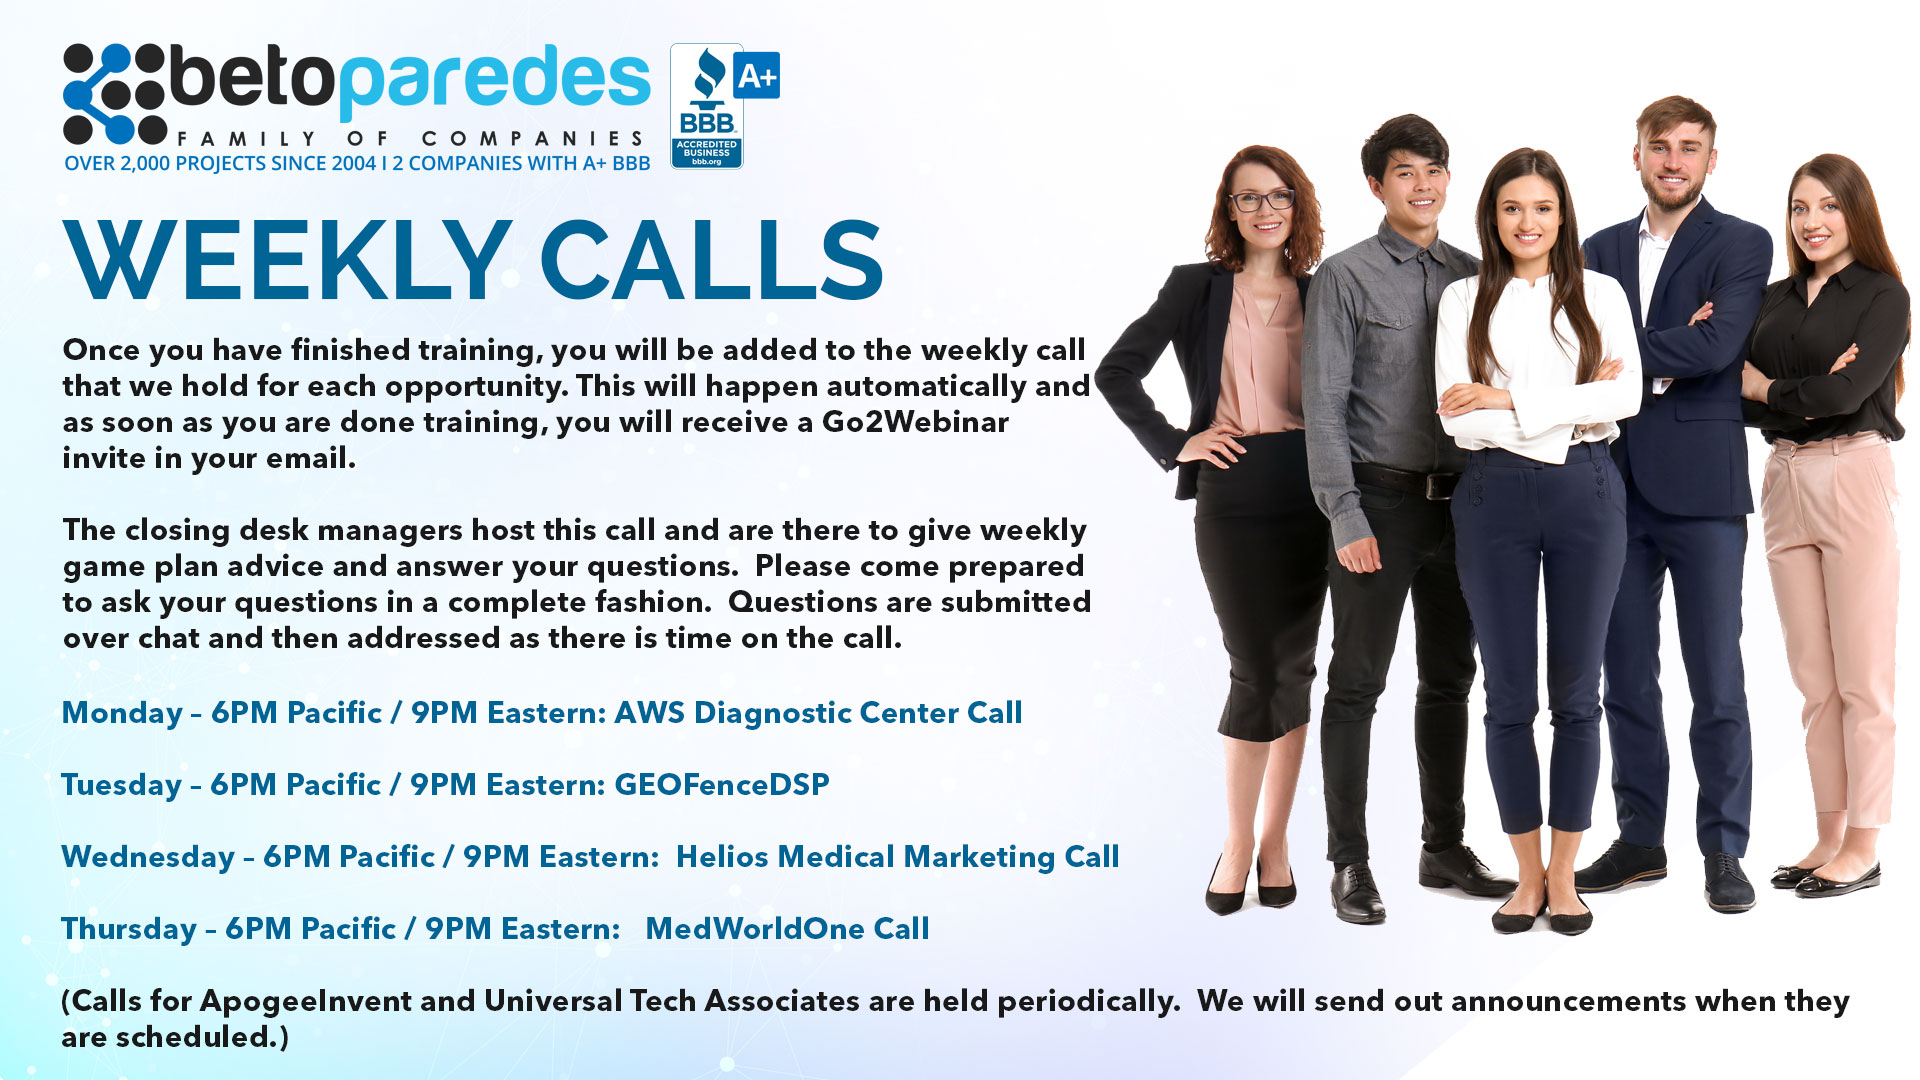 betoparedes
FAMILY OF COMPANIES
OVER 2,000 PROJECTS SINCE 2004 I 2 COMPANIES WITH A+ BBB
A+
BBB
ACCREDITED
BUSINESS
bbb.org
WEEKLY CALLS
Once you have finished training, you will be added to the weekly call
that we hold for each opportunity. This will happen automatically and
as soon as you are done training, you will receive a Go2Webinar
invite in your email.
The closing desk managers host this call and are there to give weekly
game plan advice and answer your questions.  Please come prepared
to ask your questions in a complete fashion.  Questions are submitted
over chat and then addressed as there is time on the call.
Monday – 6PM Pacific / 9PM Eastern: AWS Diagnostic Center Call
Tuesday – 6PM Pacific / 9PM Eastern: GEOFenceDSP
Wednesday – 6PM Pacific / 9PM Eastern:  Helios Medical Marketing Call
Thursday – 6PM Pacific / 9PM Eastern:   MedWorldOne Call
(Calls for ApogeeInvent and Universal Tech Associates are held periodically.  We will send out announcements when they
are scheduled.)